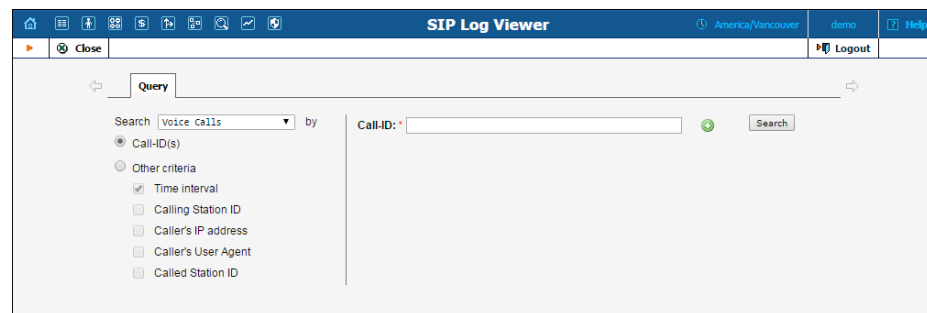 SIP Log Viewer America/Vancouver demo ? Help
Close Logout
Query
Search Voice Calls by Call-ID: * Search
Call-ID(s)
Other criteria
Time interval
Calling Station ID
Caller's IP address
Caller's User Agent
Called Station ID